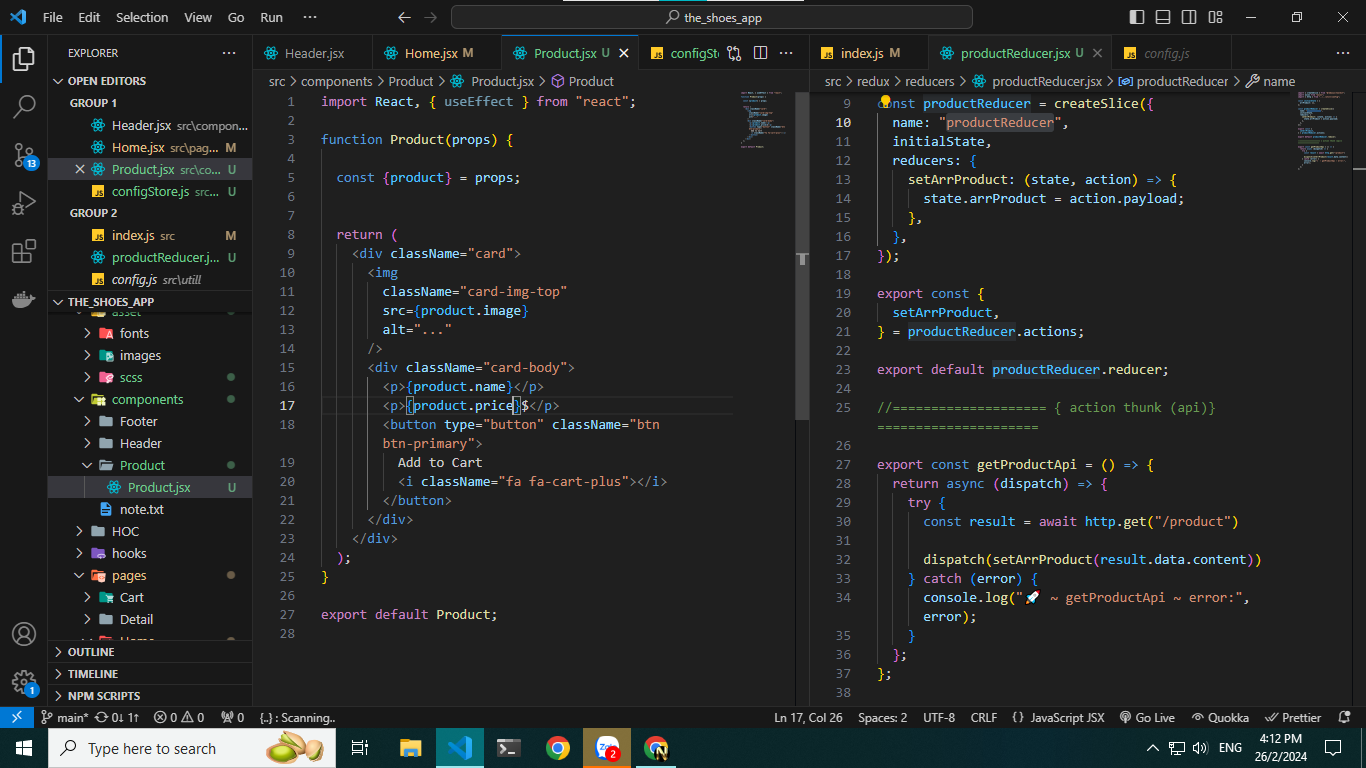 File Edit Selection View Go Run ···
the_shoes_app
EXPLORER
OPEN EDITORS
GROUP 1
Header.jsx src\compon...
Home.jsx src\pag... M
Product.jsx src\co... U
configStore.js src... U
GROUP 2
index.js src M
productReducer.j... U
config.js src\utill
THE_SHOES_APP
asset
fonts
images
scss
components
Footer
Header
Product
Product.jsx U
note.txt
HOC
hooks
pages
Cart
Detail
Home
OUTLINE
TIMELINE
NPM SCRIPTS
13
1
Header.jsx
Home.jsx M
Product.jsx U
configSt
src > components > Product > Product.jsx > Product
1 import React, { useEffect } from "react";
2
3 function Product(props) {
4
5 const {product} = props;
6
7
8 return (
9 <div className="card">
10 <img
11 className="card-img-top"
12 src={product.image}
13 alt="..."
14 />
15 <div className="card-body">
16 <p>{product.name}</p>
17 <p>{product.price}$</p>
18 <button type="button" className="btn
btn-primary">
19 Add to Cart
20 <i className="fa fa-cart-plus"></i>
21 </button>
22 </div>
23 </div>
24 );
25 }
26
27 export default Product;
28
index.js M
productReducer.jsx U
config.js
src > redux > reducers > productReducer.jsx > productReducer > name
9 const productReducer = createSlice({
10 name: "productReducer",
11 initialState,
12 reducers: {
13 setArrProduct: (state, action) => {
14 state.arrProduct = action.payload;
15 },
16 },
17 });
18
19 export const {
20 setArrProduct,
21 } = productReducer.actions;
22
23 export default productReducer.reducer;
24
25 //==================== { action thunk (api)}
=====================
26
27 export const getProductApi = () => {
28 return async (dispatch) => {
29 try {
30 const result = await http.get("/product")
31
32 dispatch(setArrProduct(result.data.content))
33 } catch (error) {
34 console.log("🚀 ~ getProductApi ~ error:",
error);
35 }
36 };
37 };
38
main* 0↓ 1↑ 0 0 0 {..} : Scanning..
Ln 17, Col 26 Spaces: 2 UTF-8 CRLF {} JavaScript JSX Go Live Quokka Prettier
Type here to search
2
ENG
4:12 PM
26/2/2024